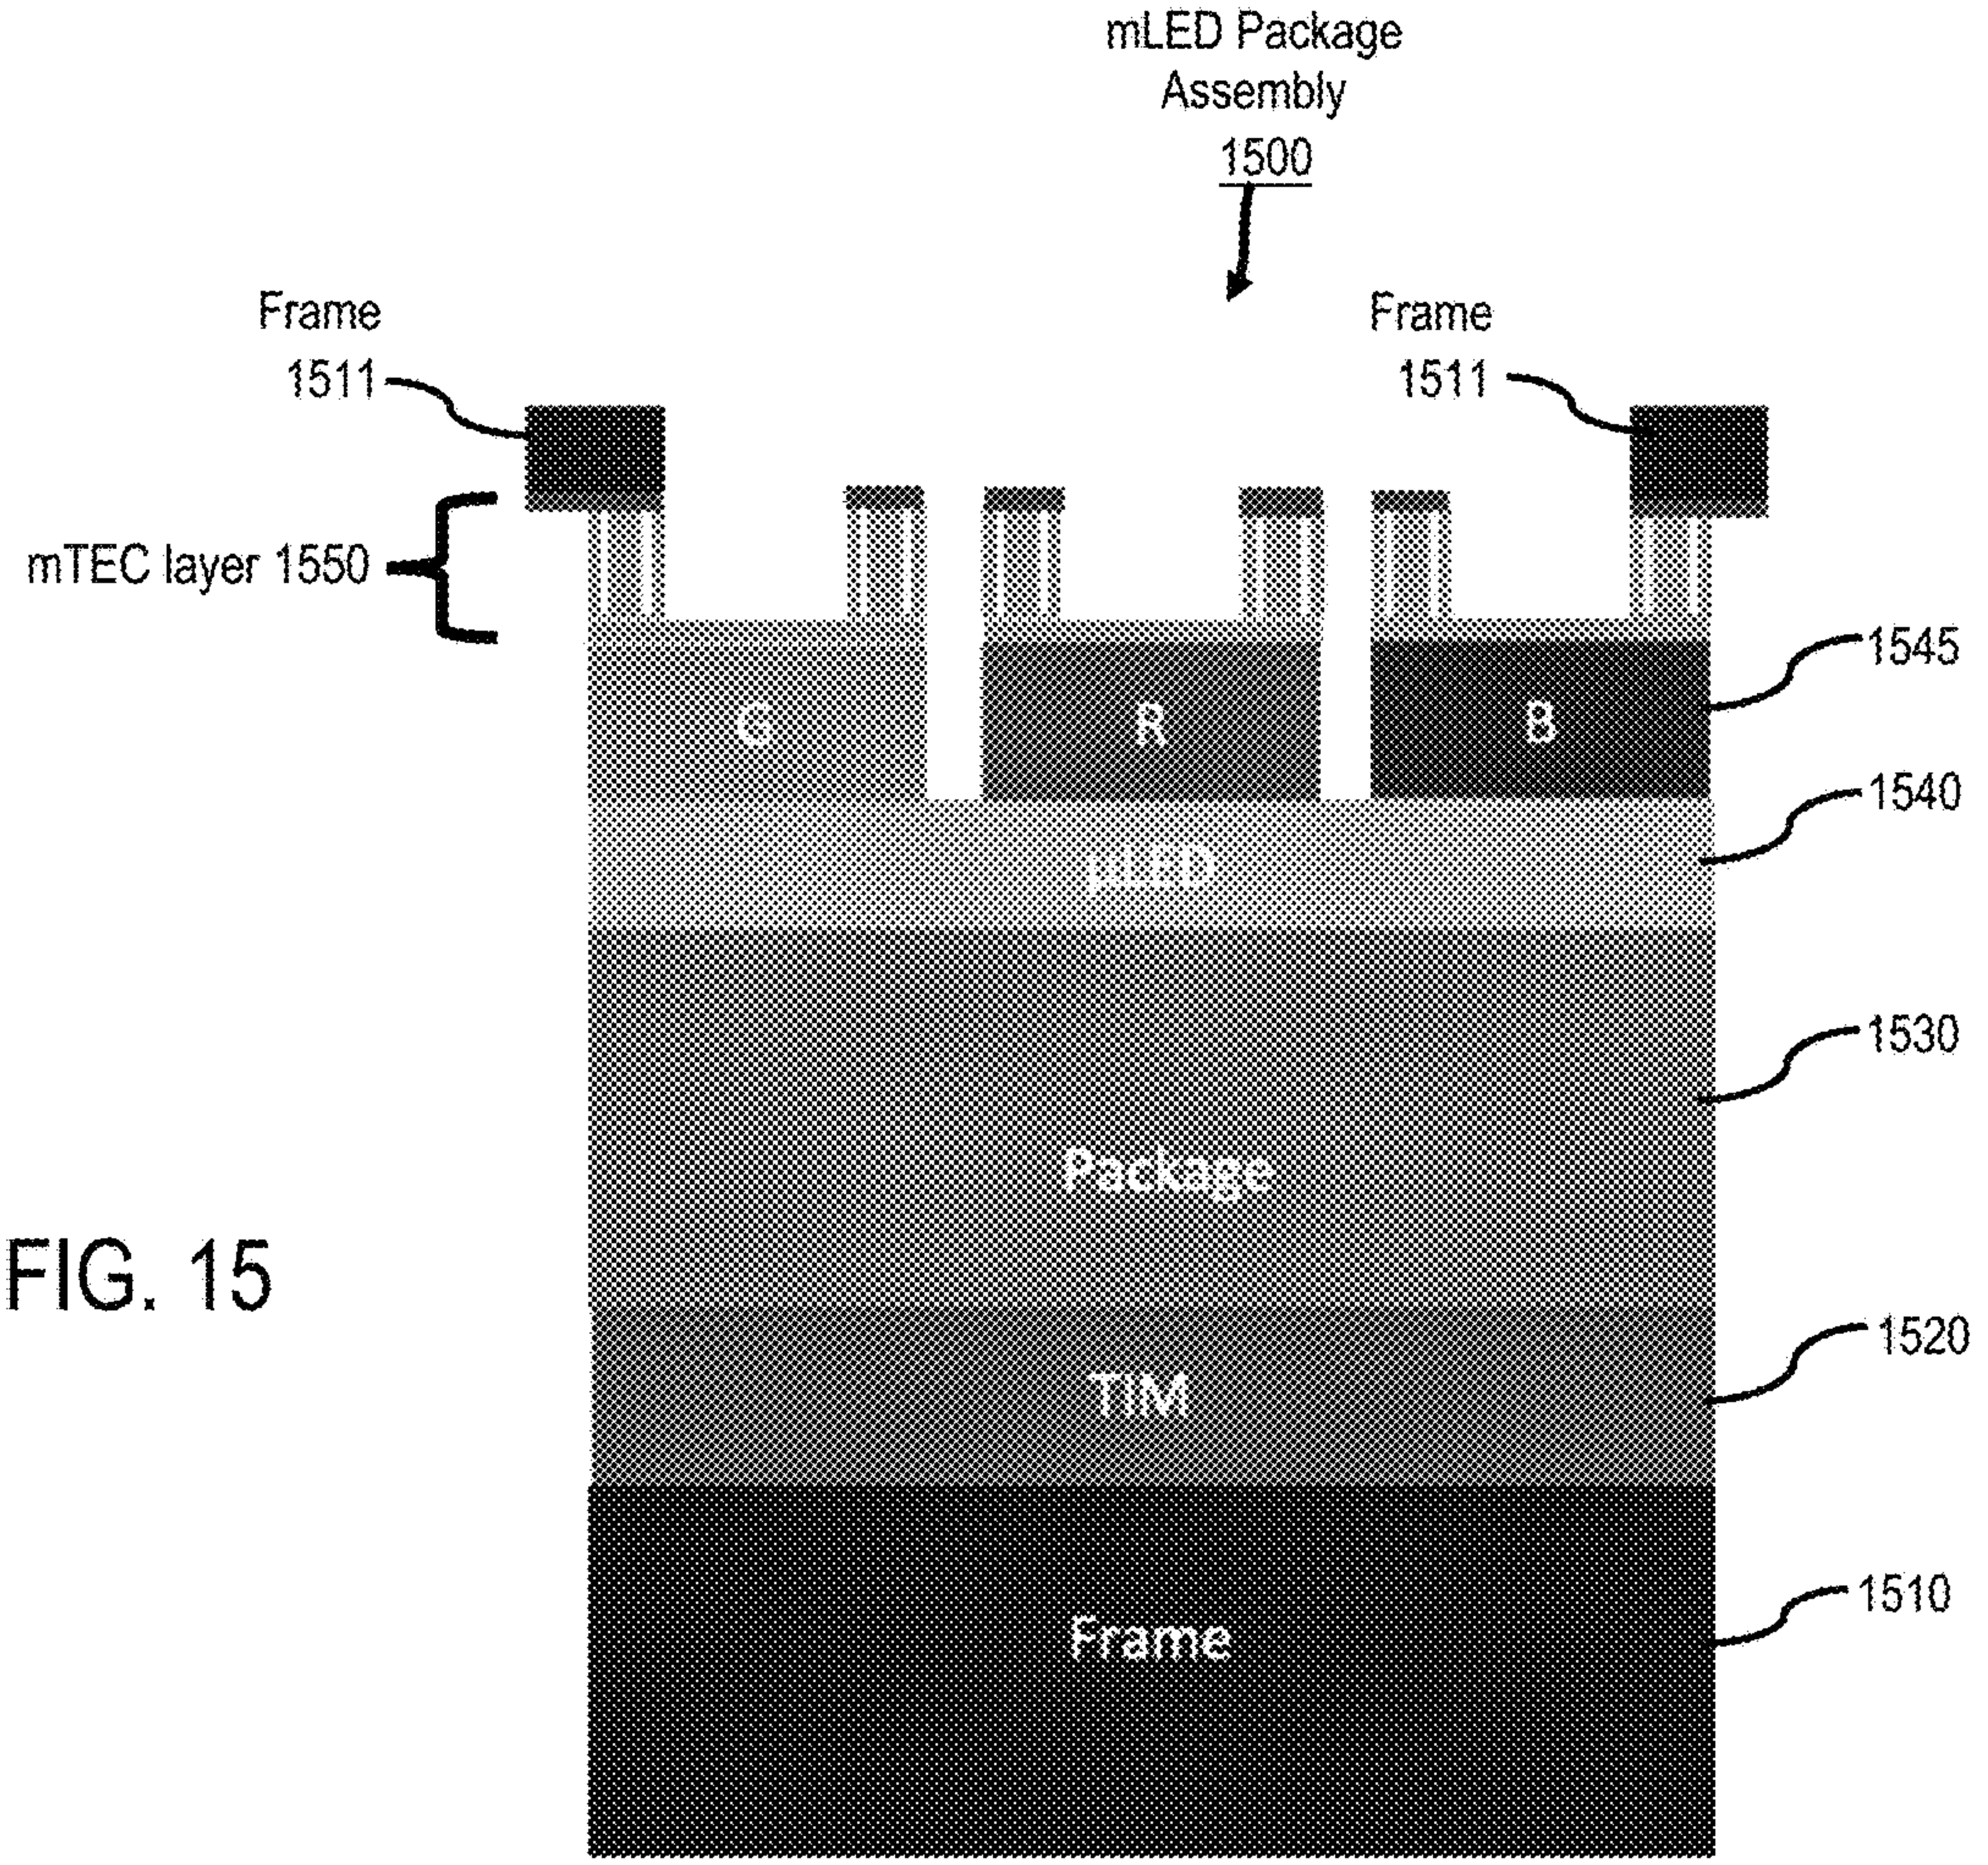 mLED Package
Assembly
1500
Frame
1511
Frame
1511
mTEC layer 1550
1545
G
R
B
1540
μLED
1530
Package
FIG. 15
1520
TIM
1510
Frame